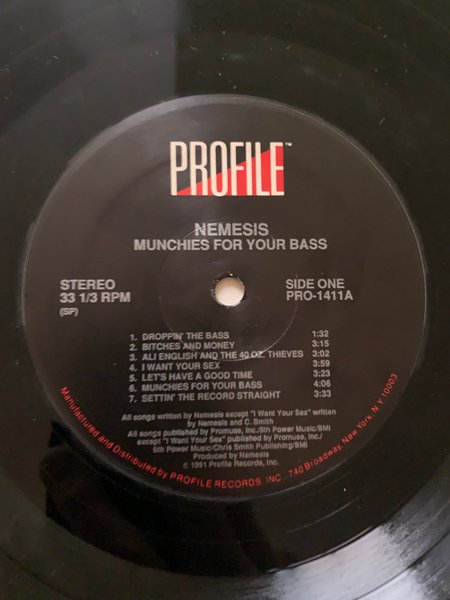 PROFILE™
NEMESIS
MUNCHIES FOR YOUR BASS
STEREO
33 1/3 RPM
(SP)
SIDE ONE
PRO-1411A
1. DROPPIN' THE BASS 1:32
2. BITCHES AND MONEY 3:15
3. ALI ENGLISH AND THE 40 OZ. THIEVES 3:02
4. I WANT YOUR SEX 3:59
5. LET'S HAVE A GOOD TIME 3:23
6. MUNCHIES FOR YOUR BASS 4:06
7. SETTIN' THE RECORD STRAIGHT 3:33
All songs written by Nemesis except "I Want Your Sex" written
by Nemesis and C. Smith
All songs published by Promuse, Inc./5th Power Music/BMI
except "I Want Your Sex" published by Promuse, Inc./
5th Power Music/Chris Smith Publishing/BMI
Produced by Nemesis
℗ 1991 Profile Records, Inc.
Manufactured and Distributed by PROFILE RECORDS, INC. 740 Broadway, New York, N.Y. 10003